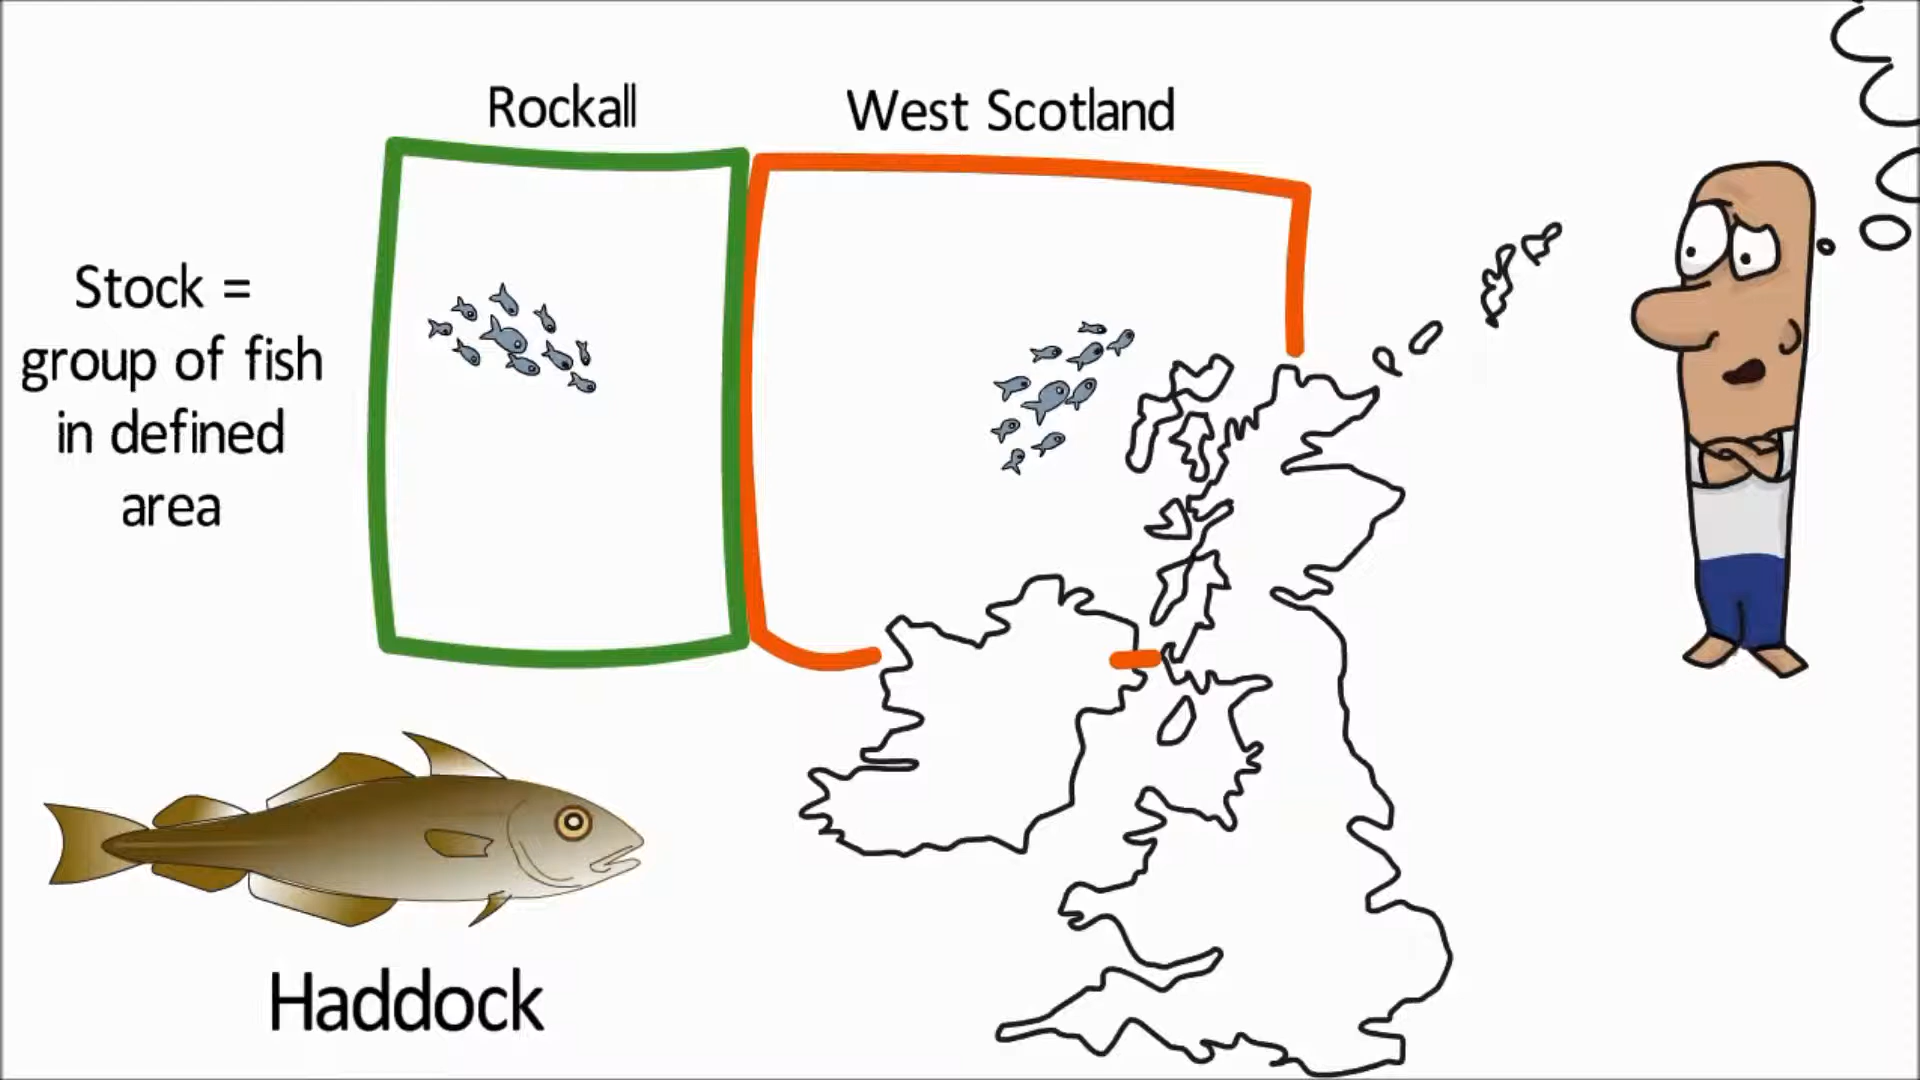 Rockall
West Scotland
Stock =
group of fish
in defined
area
Haddock